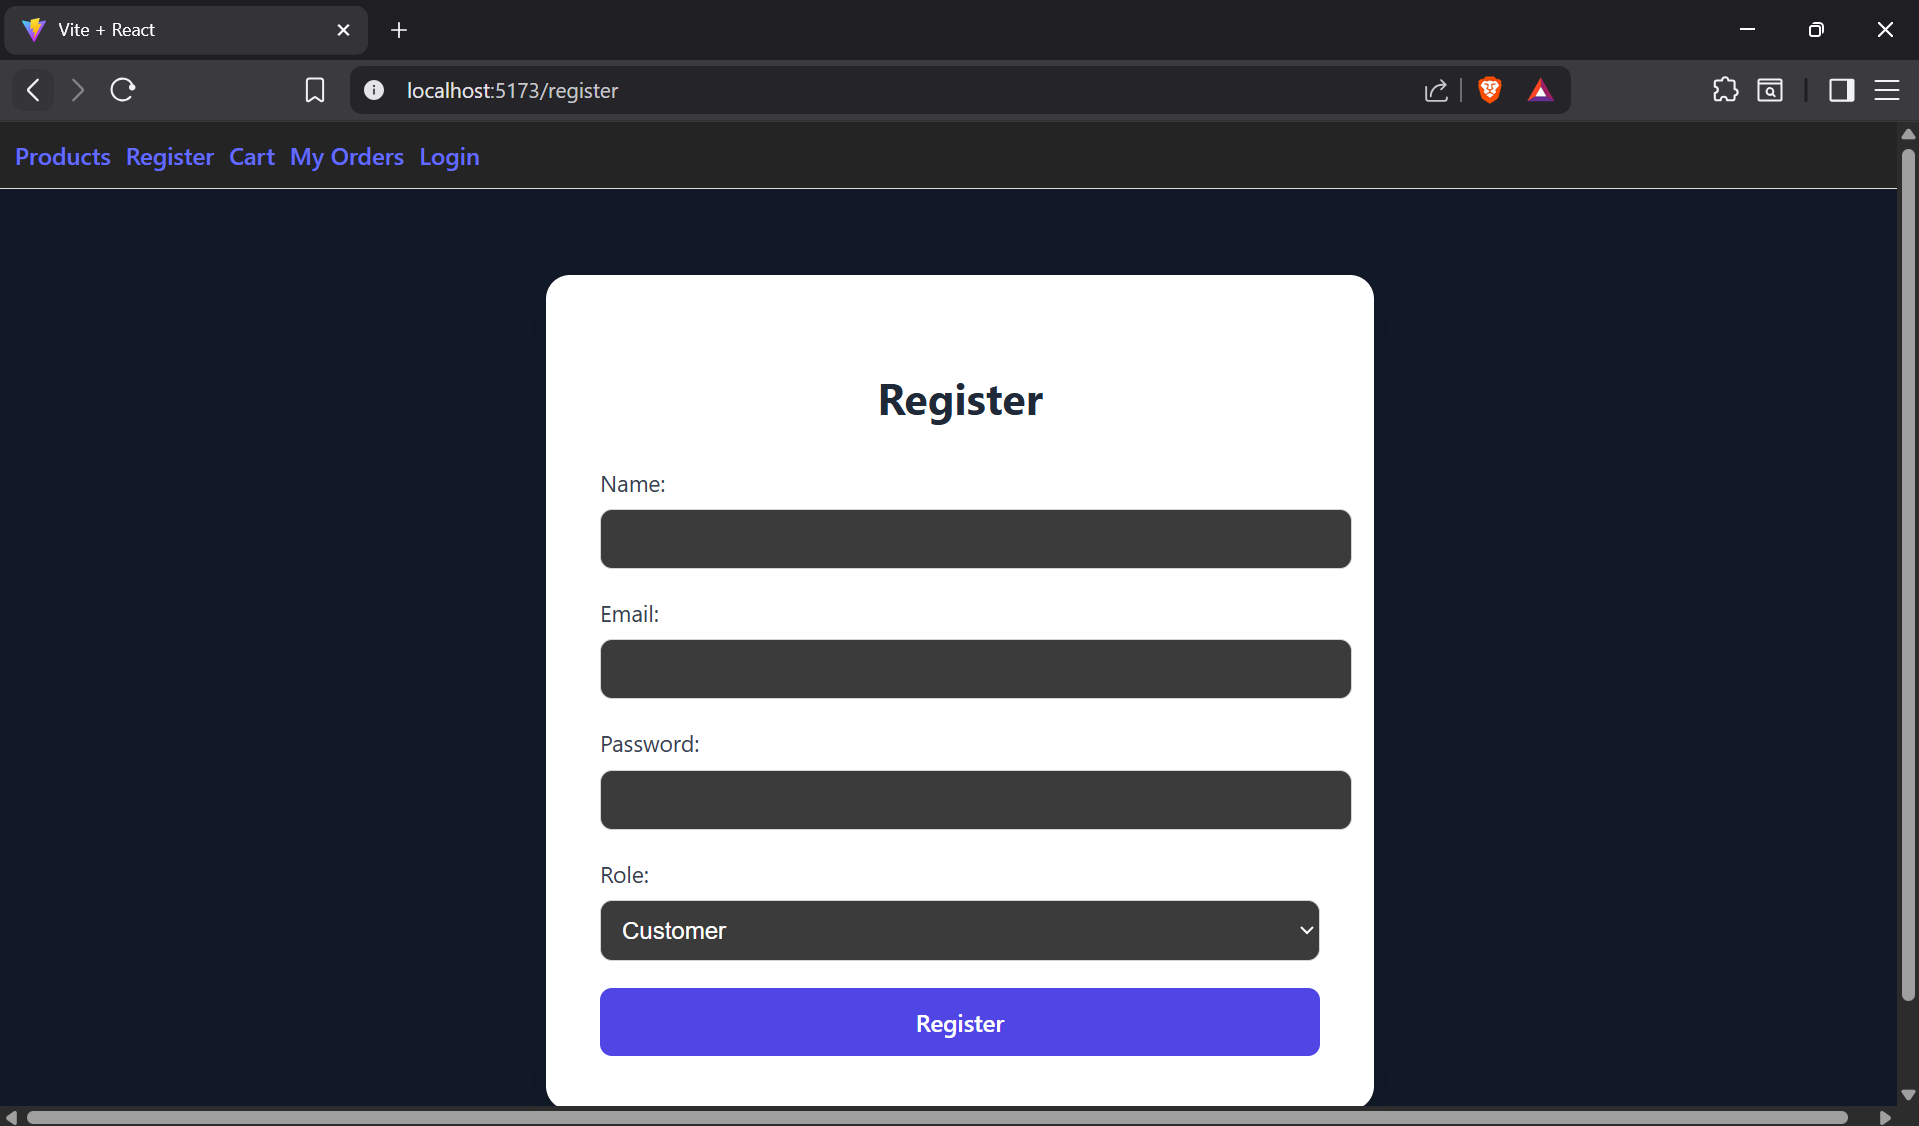 Vite + React
localhost:5173/register
Products Register Cart My Orders Login
Register
Name:
Email:
Password:
Role:
Customer
Register